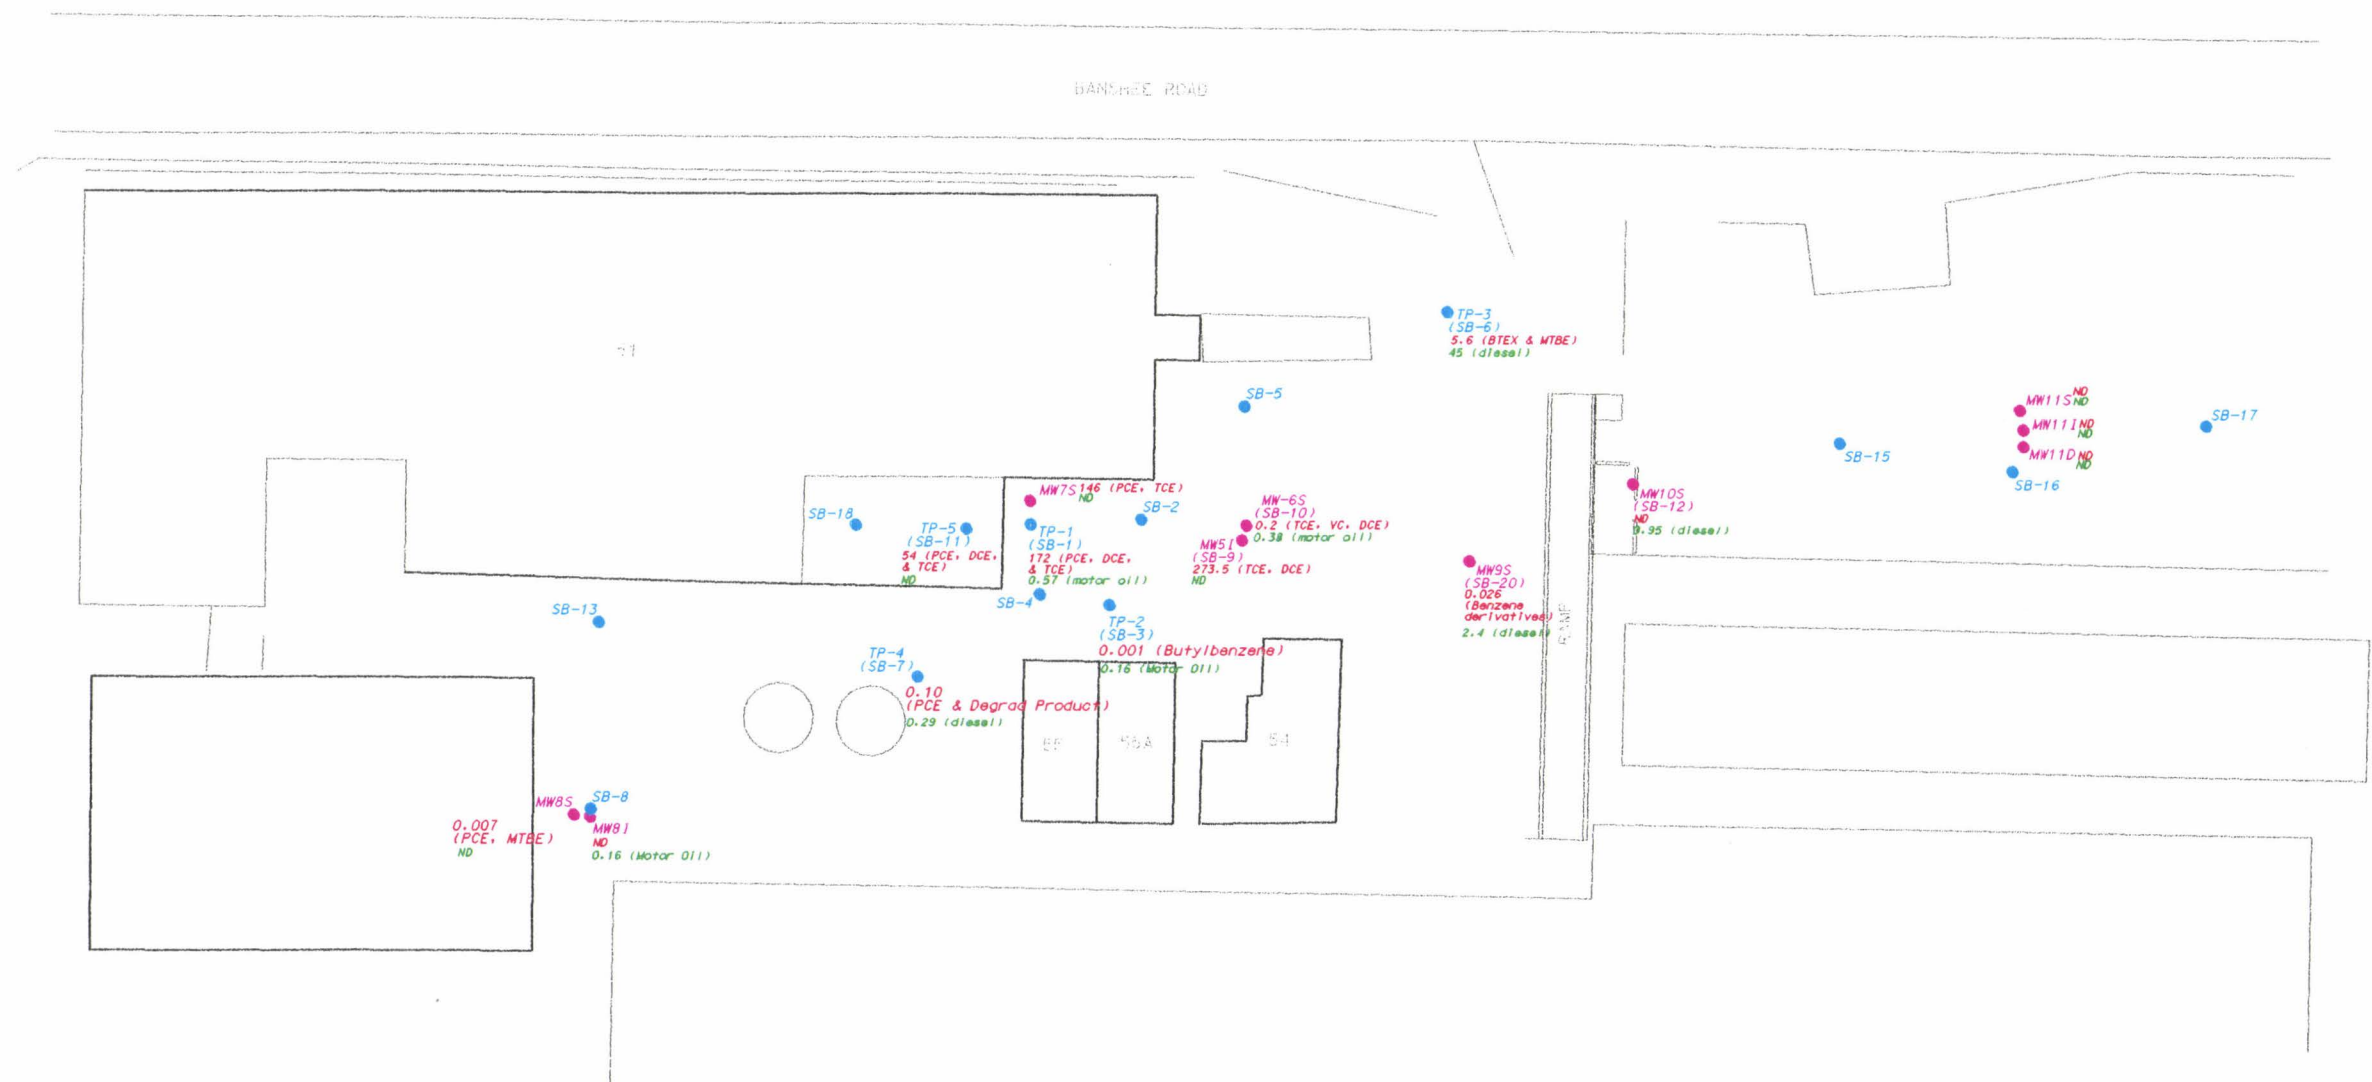 BANSHEE ROAD
TP-3
(SB-6)
5.6 (BTEX & MTBE)
45 (diesel)
SB-5
MW11S ND
ND
MW11I ND
ND
MW11D ND
ND
SB-17
SB-15
SB-16
MW10S
(SB-12)
ND
(diesel)
MW7S 146 (PCE, TCE)
ND
SB-2
SB-18
TP-5
(SB-11)
54 (PCE, DCE,
& TCE)
ND
TP-1
(SB-1)
172 (PCE, DCE,
& TCE)
0.57 (motor oil)
MW-6S
(SB-10)
0.2 (TCE, VC, DCE)
0.38 (motor oil)
MW5I
(SB-9)
273.5 (TCE, DCE)
ND
MW9S
(SB-20)
0.026
(Benzene
derivatives)
2.4 (diesel)
RAMP
SB-4
SB-13
TP-2
(SB-3)
0.001 (Butylbenzene)
0.16 (Motor Oil)
TP-4
(SB-7)
0.10
(PCE & Degrad Product)
0.29 (diesel)
54
MW8S
SB-8
MW8I
ND
0.16 (Motor Oil)
0.007
(PCE, MTBE)
ND